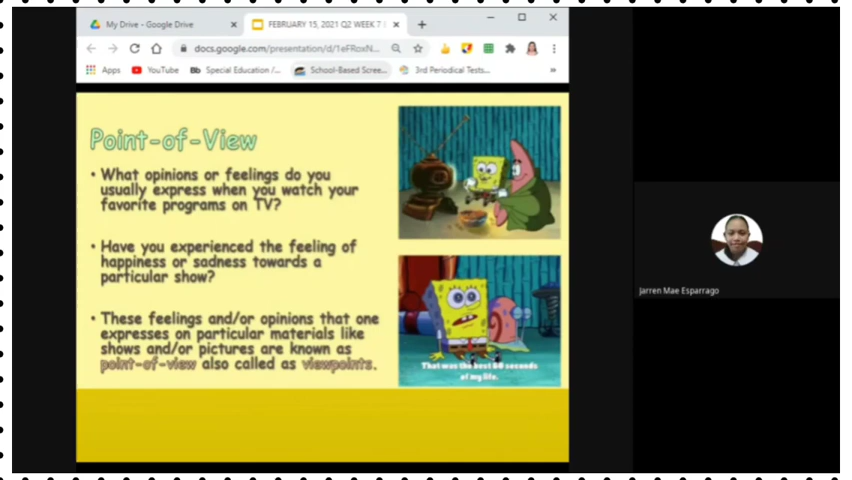 My Drive - Google Drive
FEBRUARY 15, 2021 Q2 WEEK 7
docs.google.com/presentation/d/1eFRoxN...
Apps
YouTube
Bb Special Education /...
School-Based Scree...
3rd Periodical Tests...
Point-of-View
• What opinions or feelings do you
usually express when you watch your
favorite programs on TV?
• Have you experienced the feeling of
happiness or sadness towards a
particular show?
• These feelings and/or opinions that one
expresses on particular materials like
shows and/or pictures are known as
point-of-view also called as viewpoints.
That was the best 60 seconds
of my life.
Jarren Mae Esparrago